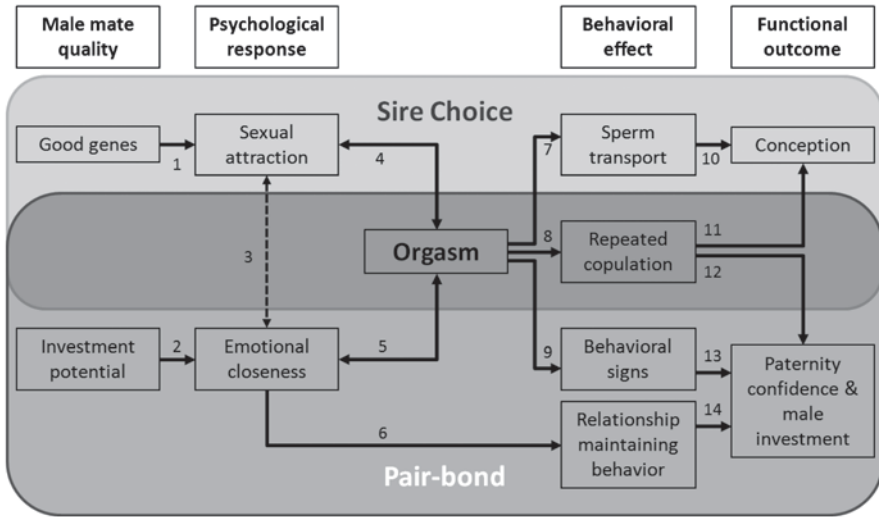 Male mate
quality
Psychological
response
Behavioral
effect
Functional
outcome
Sire Choice
Good genes
1
Sexual
attraction
4
7
Sperm
transport
10
Conception
3
Orgasm
8
Repeated
copulation
11
12
Investment
potential
2
Emotional
closeness
5
9
Behavioral
signs
13
Paternity
confidence &
male
investment
6
Relationship
maintaining
behavior
14
Pair-bond